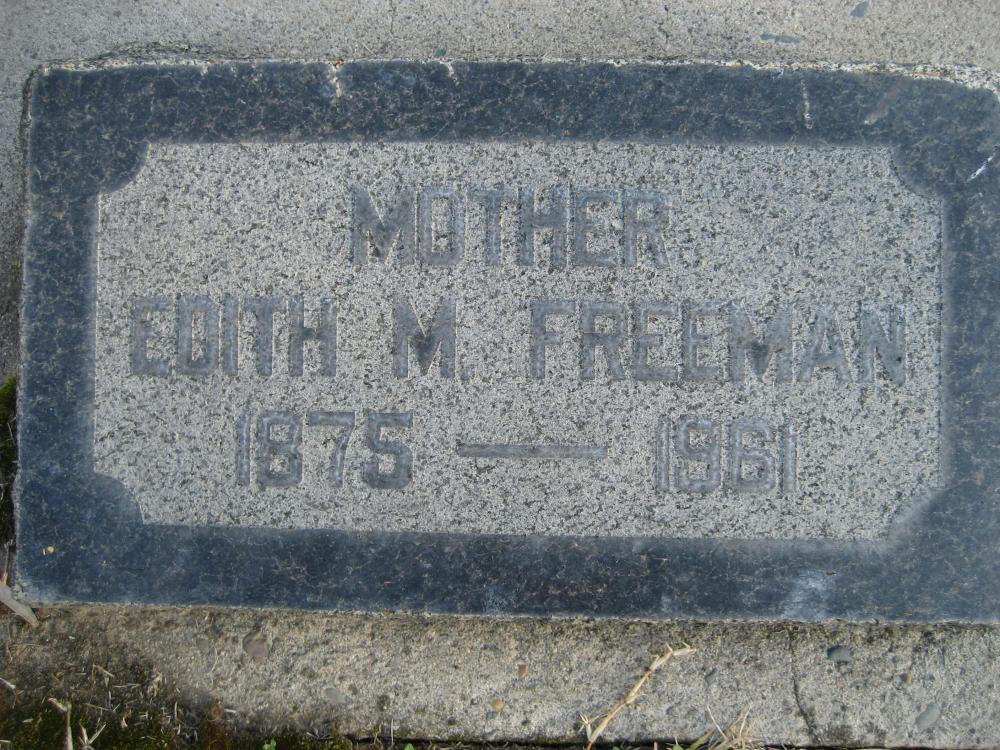 MOTHER
EDITH M. FREEMAN
1875 — 1961